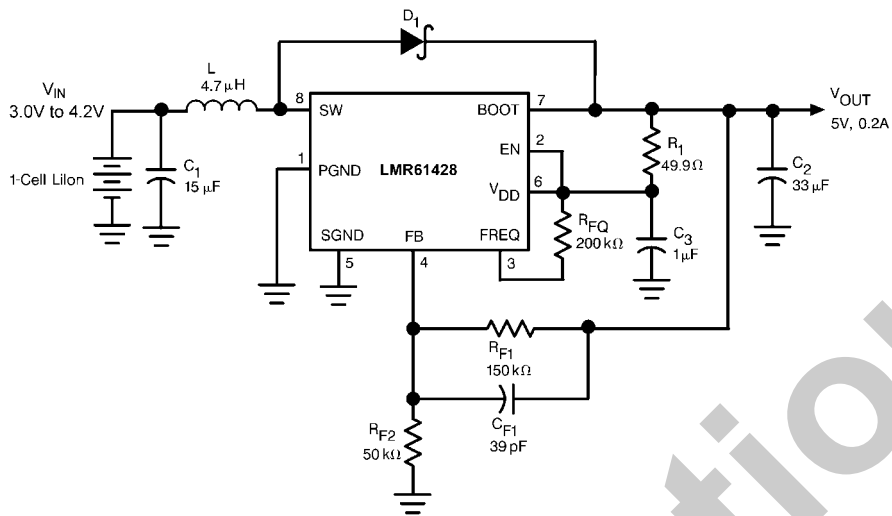 D1
L
4.7 μH
VIN
3.0V to 4.2V
8
SW
BOOT
7
VOUT
5V, 0.2A
EN
2
R1
49.9Ω
1
PGND
LMR61428
C1
15 μF
1-Cell LiIon
VDD
6
C2
33 μF
RFQ
200 kΩ
SGND
FB
FREQ
C3
1μF
5
4
3
RF1
150 kΩ
CF1
39 pF
RF2
50 kΩ
tion